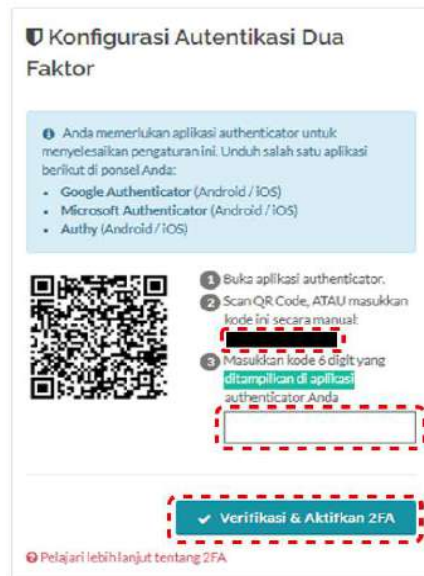 Konfigurasi Autentikasi Dua
Faktor
Anda memerlukan aplikasi authenticator untuk
menyelesaikan pengaturan ini. Unduh salah satu aplikasi
berikut di ponsel Anda:
• Google Authenticator (Android / iOS)
• Microsoft Authenticator (Android / iOS)
• Authy (Android / iOS)
1 Buka aplikasi authenticator.
2 Scan QR Code, ATAU masukkan
kode ini secara manual:
3 Masukkan kode 6 digit yang
ditampilkan di aplikasi
authenticator Anda
Verifikasi & Aktifkan 2FA
Pelajari lebih lanjut tentang 2FA